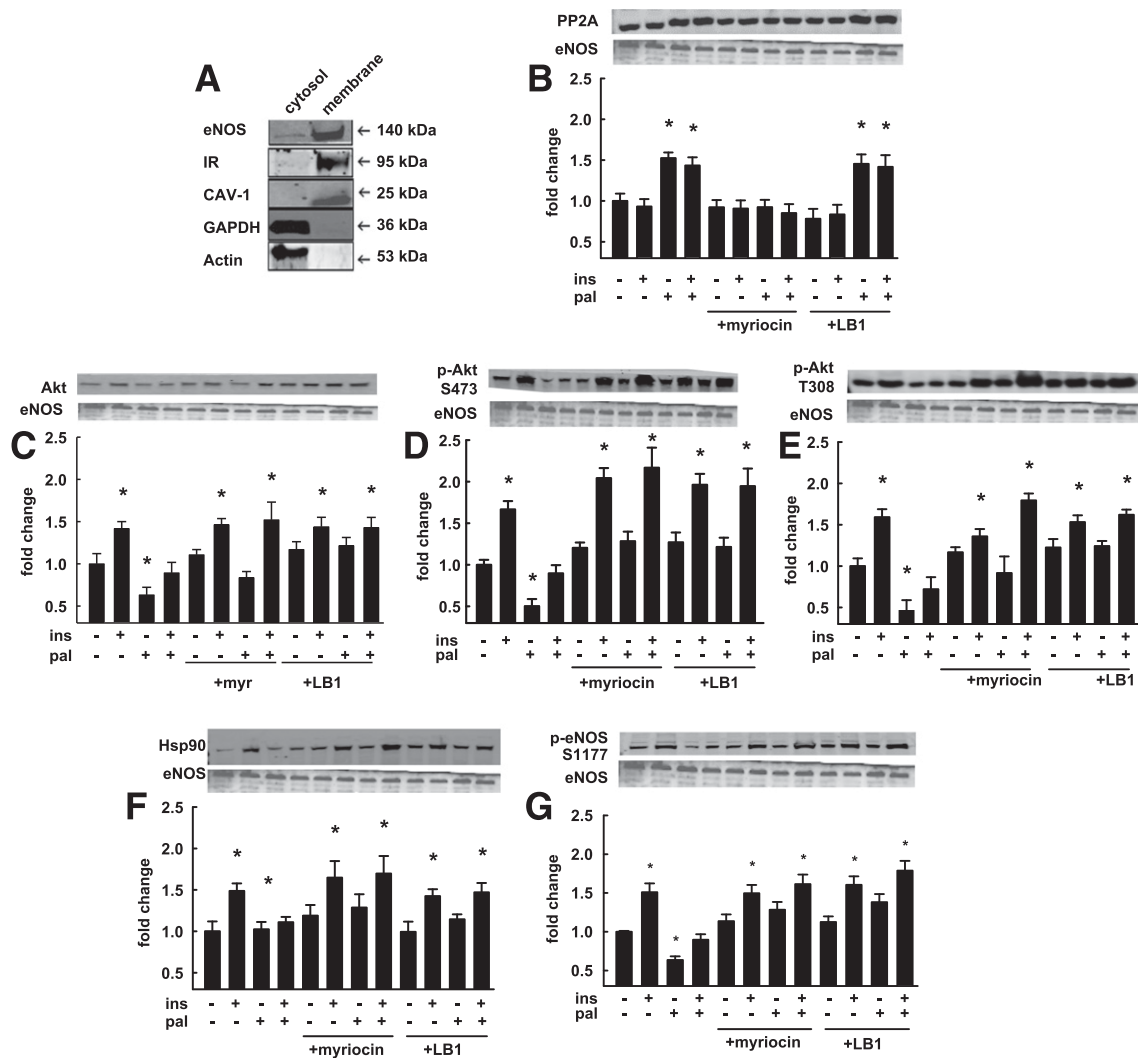 A
cytosol
membrane
eNOS
← 140 kDa
IR
← 95 kDa
CAV-1
← 25 kDa
GAPDH
← 36 kDa
Actin
← 53 kDa
PP2A
eNOS
B
2.5
2.0
1.5
1.0
0.5
fold change
* * * *
ins - + - + - + - + - + - +
pal - - + + - - + + - - + +
+myriocin +LB1
Akt
eNOS
C
2.5
2.0
1.5
1.0
0.5
fold change
* * * * * *
ins - + - + - + - + - + - +
pal - - + + - - + + - - + +
+myr +LB1
p-Akt
S473
eNOS
D
2.5
2.0
1.5
1.0
0.5
fold change
* * * * * *
ins - + - + - + - + - + - +
pal - - + + - - + + - - + +
+myriocin +LB1
p-Akt
T308
eNOS
E
2.5
2.0
1.5
1.0
0.5
fold change
* * * * * *
ins - + - + - + - + - + - +
pal - - + + - - + + - - + +
+myriocin +LB1
Hsp90
eNOS
F
2.5
2.0
1.5
1.0
0.5
fold change
* * * * * *
ins - + - + - + - + - + - +
pal - - + + - - + + - - + +
+myriocin +LB1
p-eNOS
S1177
eNOS
G
2.5
2.0
1.5
1.0
0.5
fold change
* * * * * *
ins - + - + - + - + - + - +
pal - - + + - - + + - - + +
+myriocin +LB1